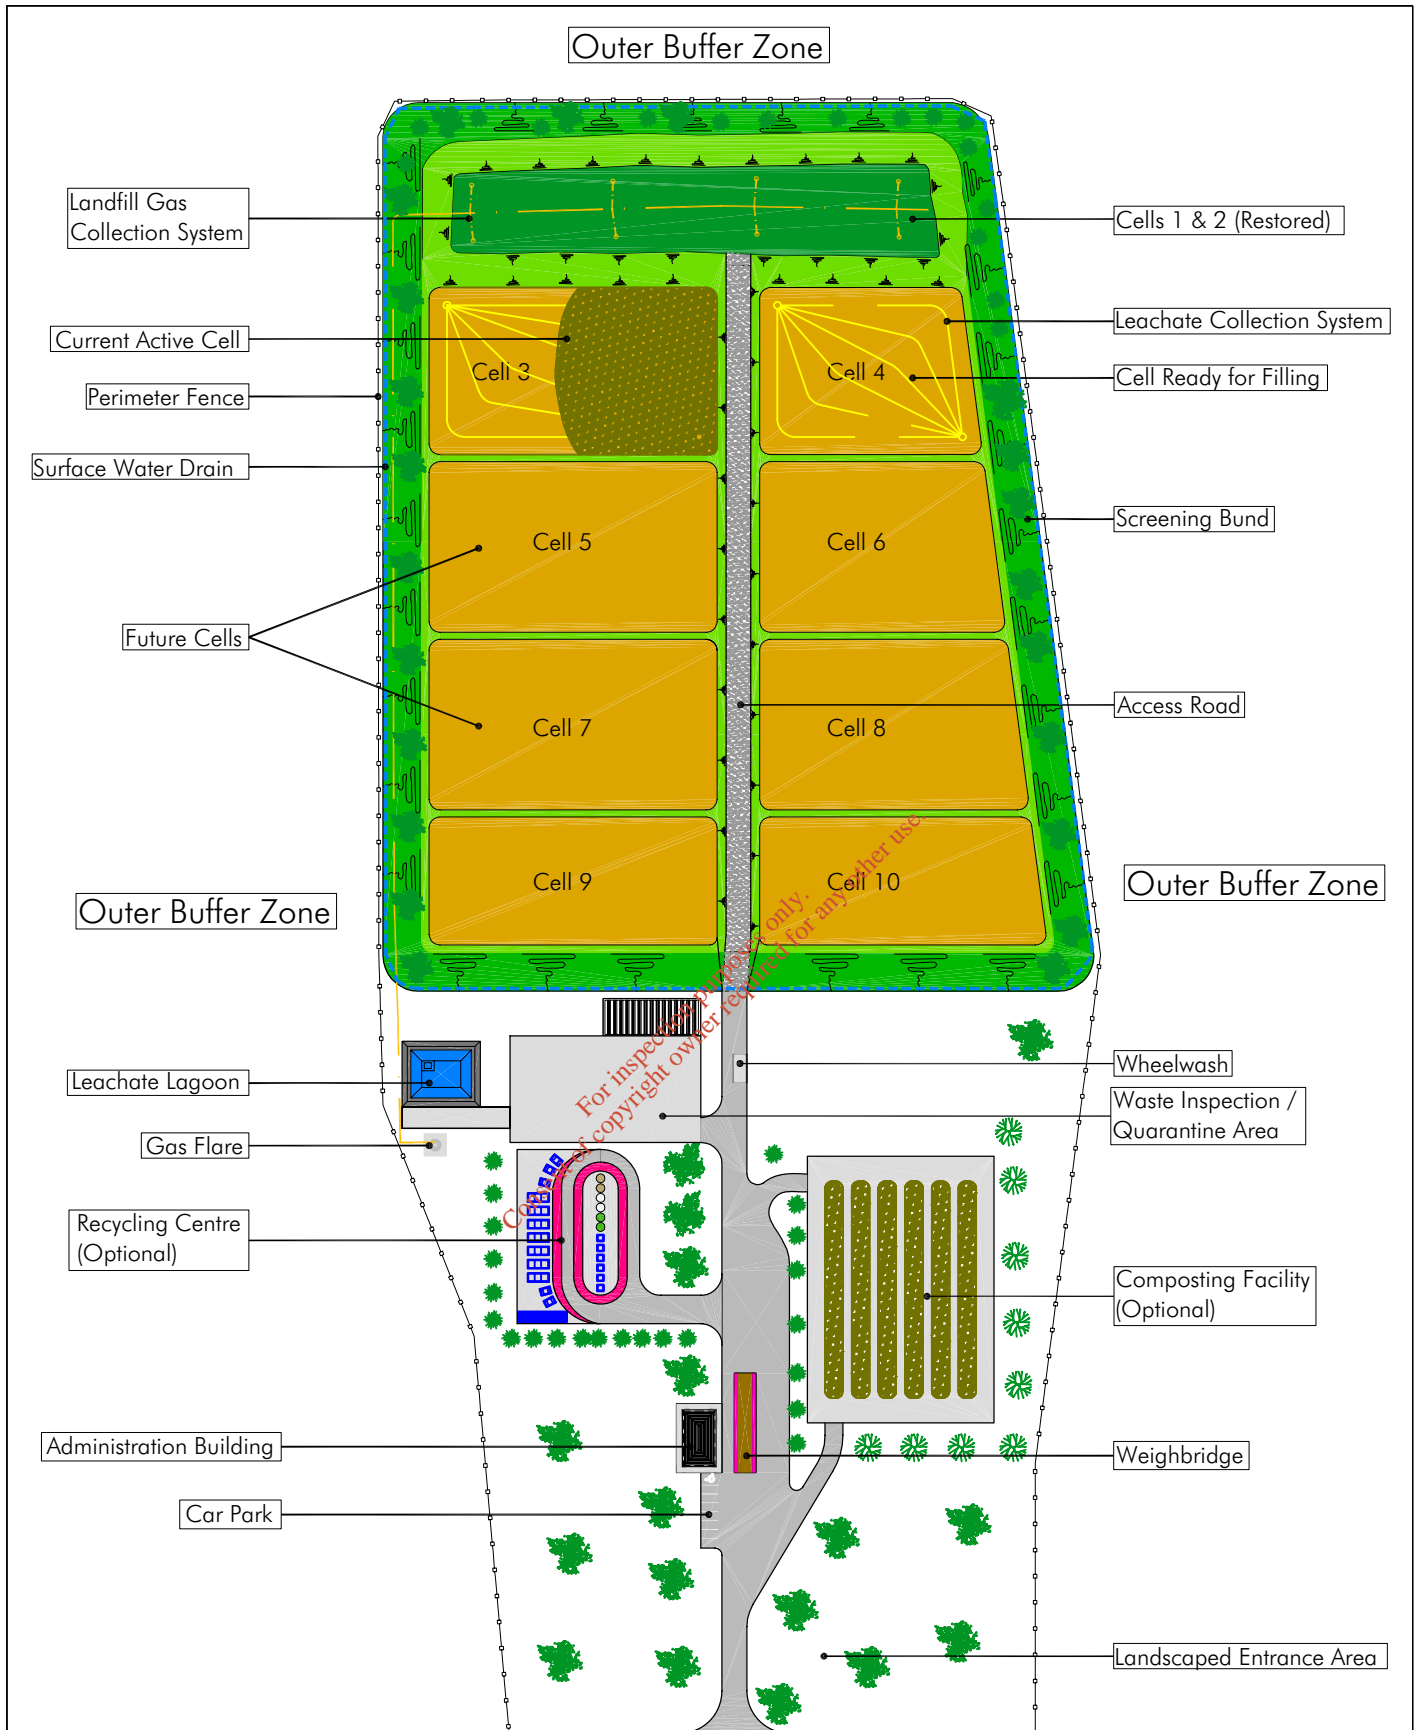 Outer Buffer Zone
Landfill Gas
Collection System
Cells 1 & 2 (Restored)
Leachate Collection System
Current Active Cell
Cell 3
Cell 4
Cell Ready for Filling
Perimeter Fence
Surface Water Drain
Screening Bund
Cell 5
Cell 6
Future Cells
Access Road
Cell 7
Cell 8
Cell 9
Cell 10
Outer Buffer Zone
Outer Buffer Zone
For inspection purposes only.
Consent of copyright owner required for any other use.
Wheelwash
Leachate Lagoon
Waste Inspection /
Quarantine Area
Gas Flare
Recycling Centre
(Optional)
Composting Facility
(Optional)
Administration Building
Weighbridge
Car Park
Landscaped Entrance Area